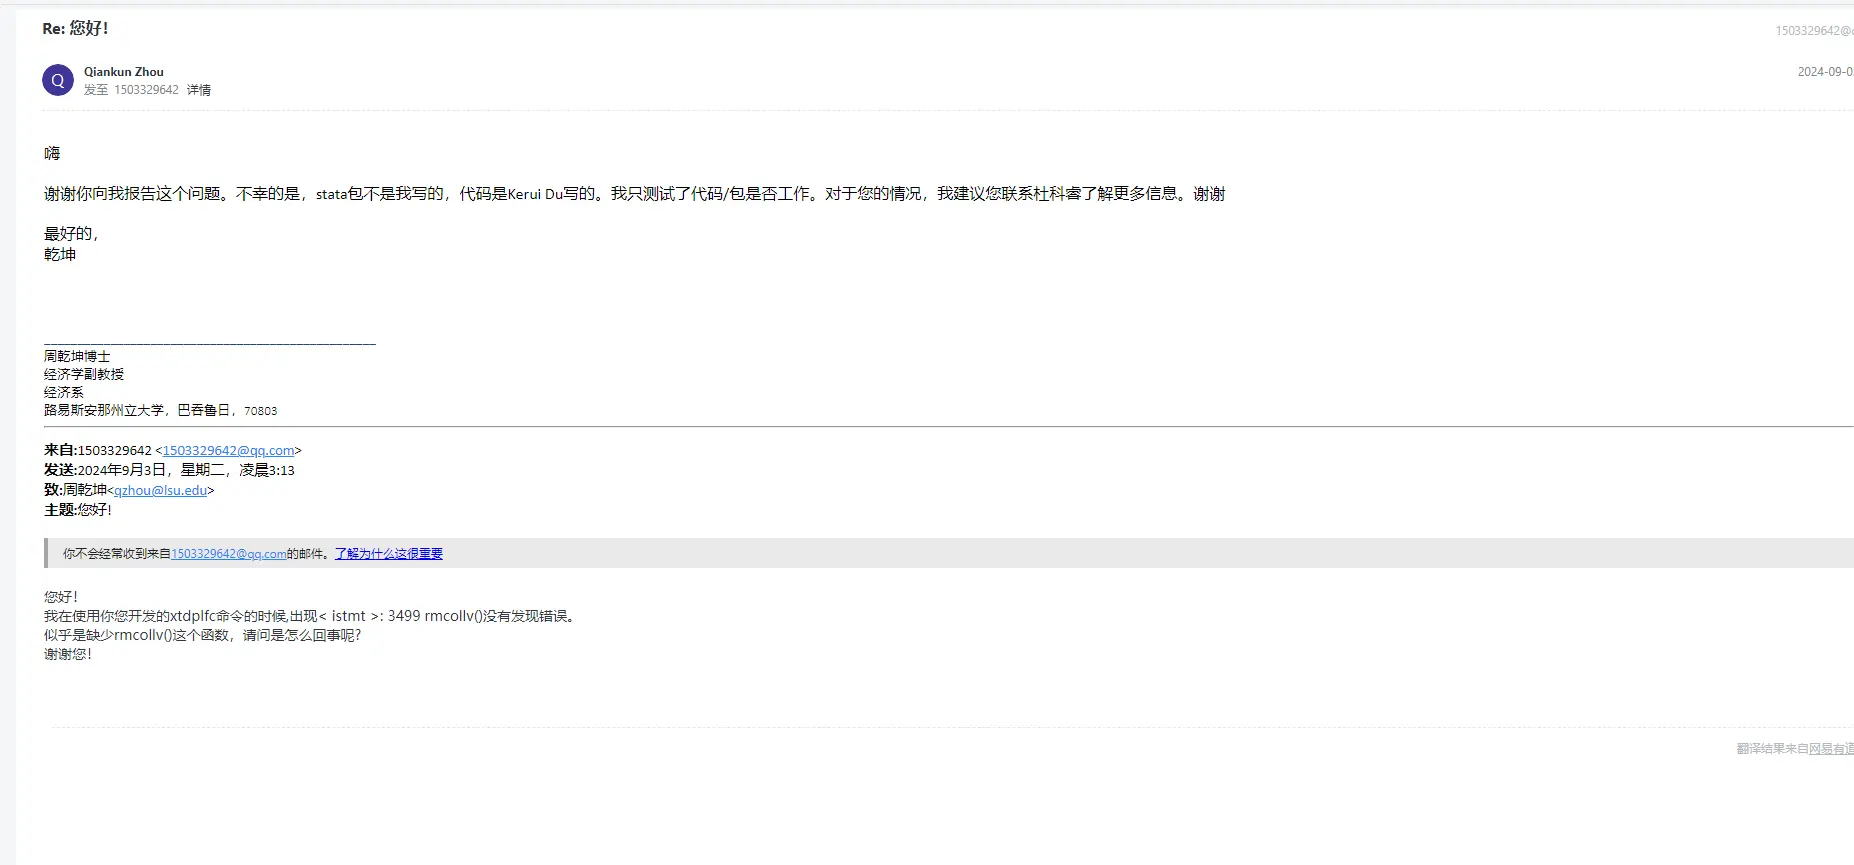 Re: 您好！
1503329642@
Q
Qiankun Zhou
发至 1503329642 详情
2024-09-0
嗨
谢谢你向我报告这个问题。不幸的是，stata包不是我写的，代码是Kerui Du写的。我只测试了代码/包是否工作。对于您的情况，我建议您联系杜科睿了解更多信息。谢谢
最好的，
乾坤
周乾坤博士
经济学副教授
经济系
路易斯安那州立大学，巴吞鲁日，70803
来自:1503329642 <1503329642@qq.com>
发送:2024年9月3日，星期二，凌晨3:13
致:周乾坤<qzhou@lsu.edu>
主题:您好!
你不会经常收到来自1503329642@qq.com的邮件。了解为什么这很重要
您好！
我在使用你您开发的xtdplfc命令的时候,出现< istmt >: 3499 rmcollv()没有发现错误。
似乎是缺少rmcollv()这个函数，请问是怎么回事呢？
谢谢您！
翻译结果来自网易有道